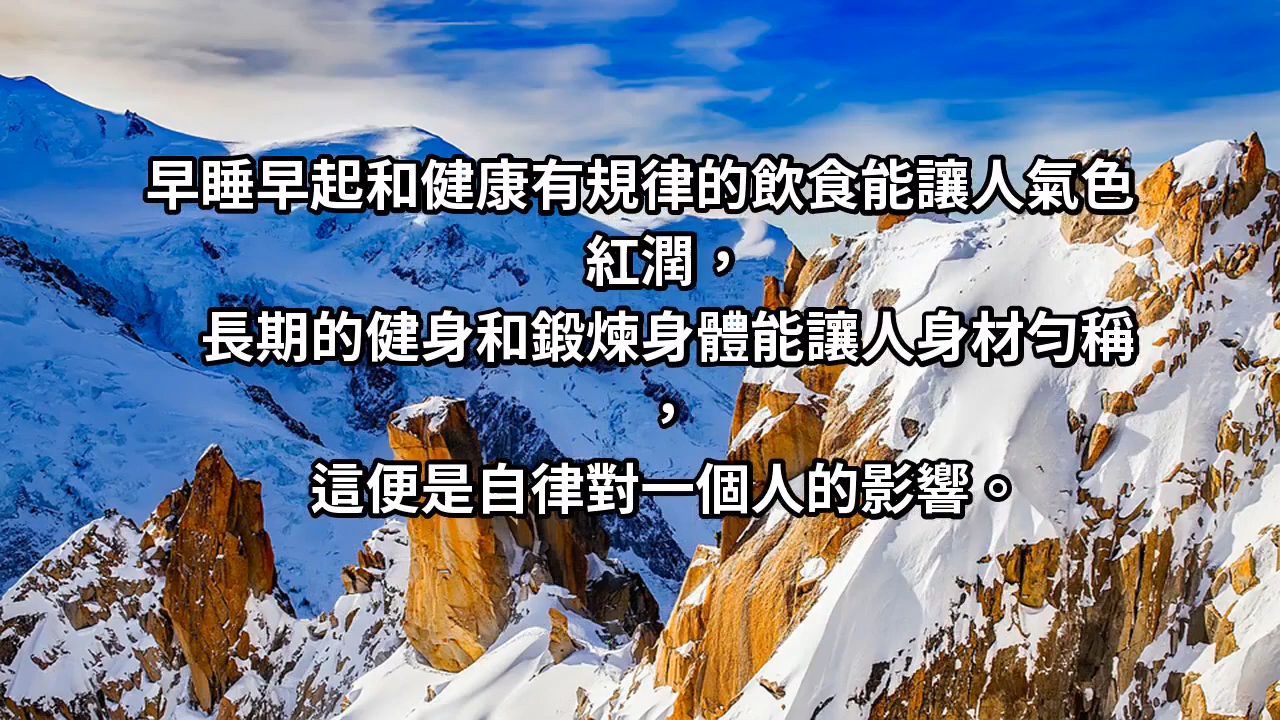 早睡早起和健康有規律的飲食能讓人氣色
紅潤，
長期的健身和鍛煉身體能讓人身材勻稱
，
這便是自律對一個人的影響。